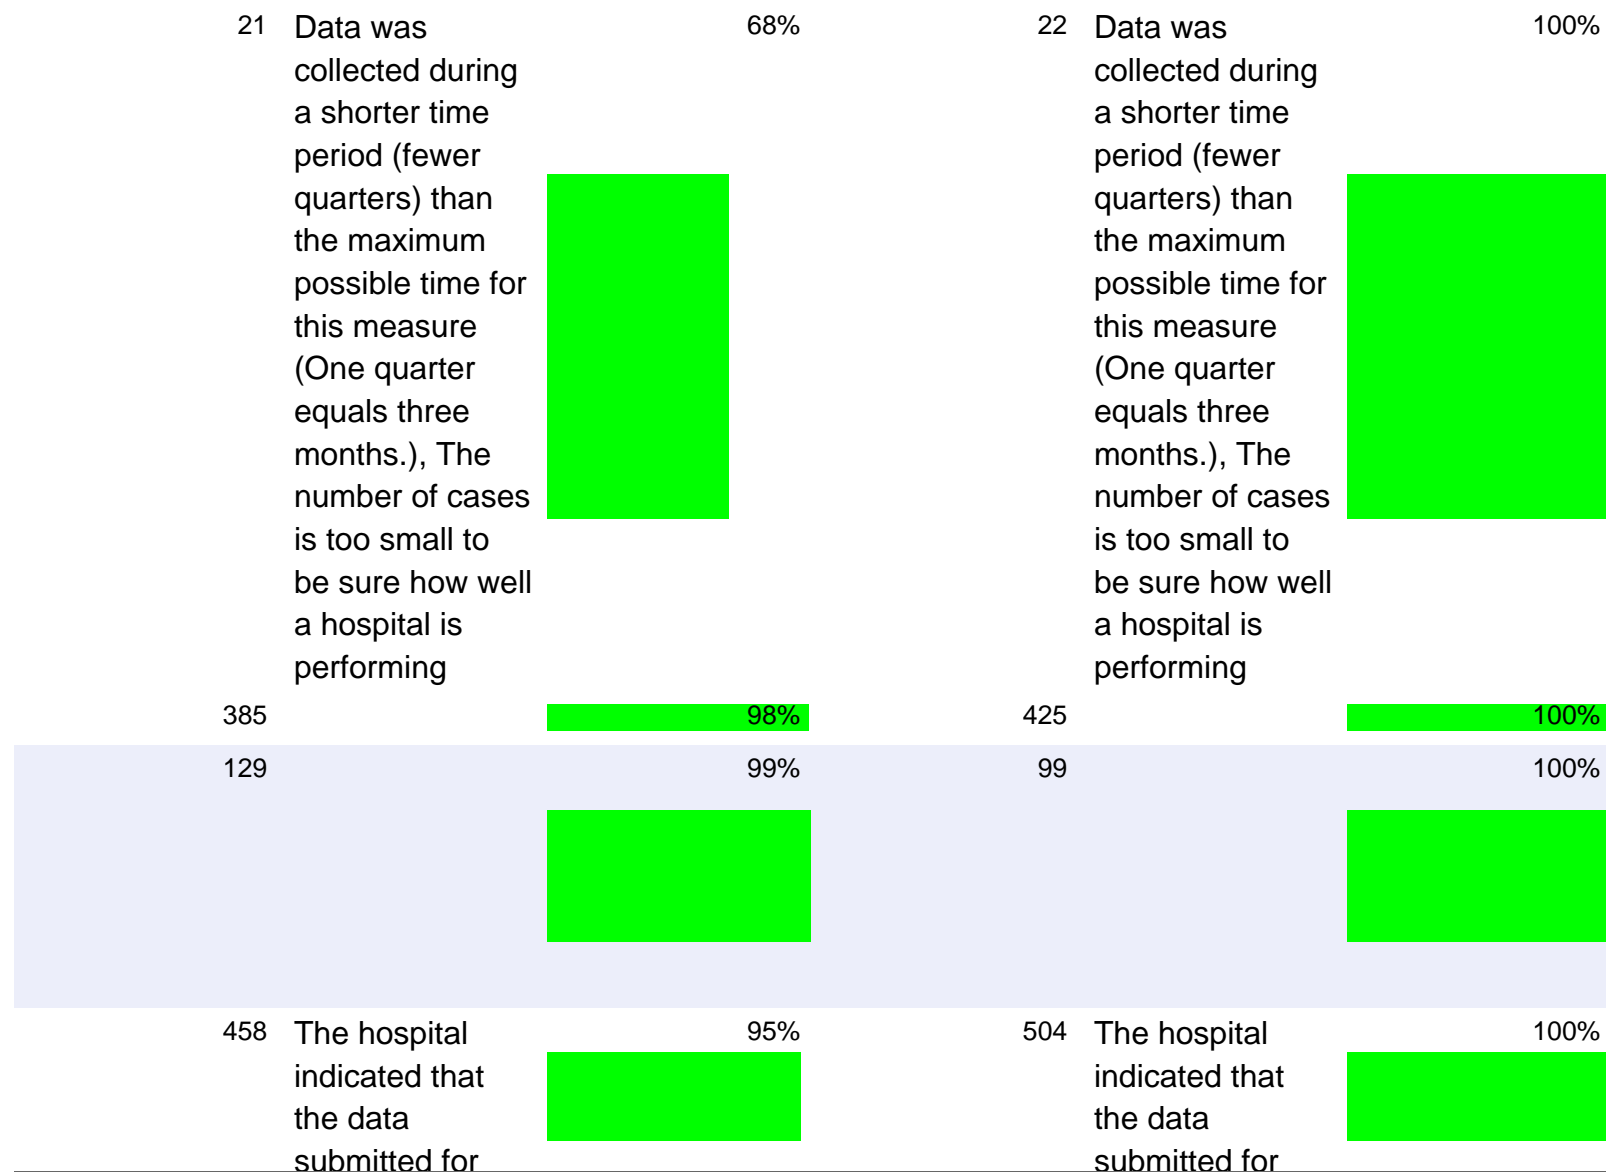 21 Data was 68% 22 Data was 100%
collected during collected during
a shorter time a shorter time
period (fewer period (fewer
quarters) than quarters) than
the maximum the maximum
possible time for possible time for
this measure this measure
(One quarter (One quarter
equals three equals three
months.), The months.), The
number of cases number of cases
is too small to is too small to
be sure how well be sure how well
a hospital is a hospital is
performing performing
385 98% 425 100%
129 99% 99 100%
458 The hospital 95% 504 The hospital 100%
indicated that indicated that
the data the data
submitted for submitted for